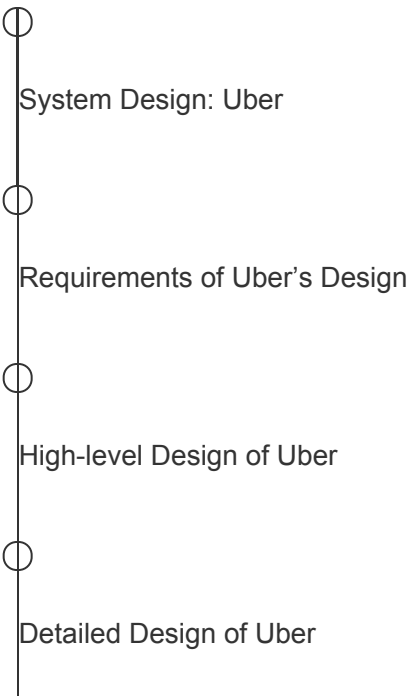 System Design: Uber
Requirements of Uber’s Design
High-level Design of Uber
Detailed Design of Uber